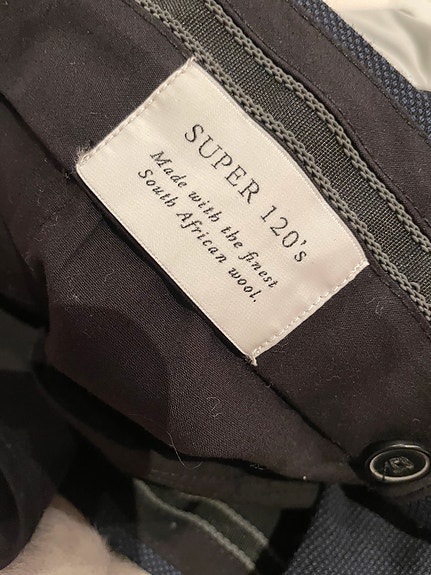 SUPER 120's
Made with the finest
South African wool.